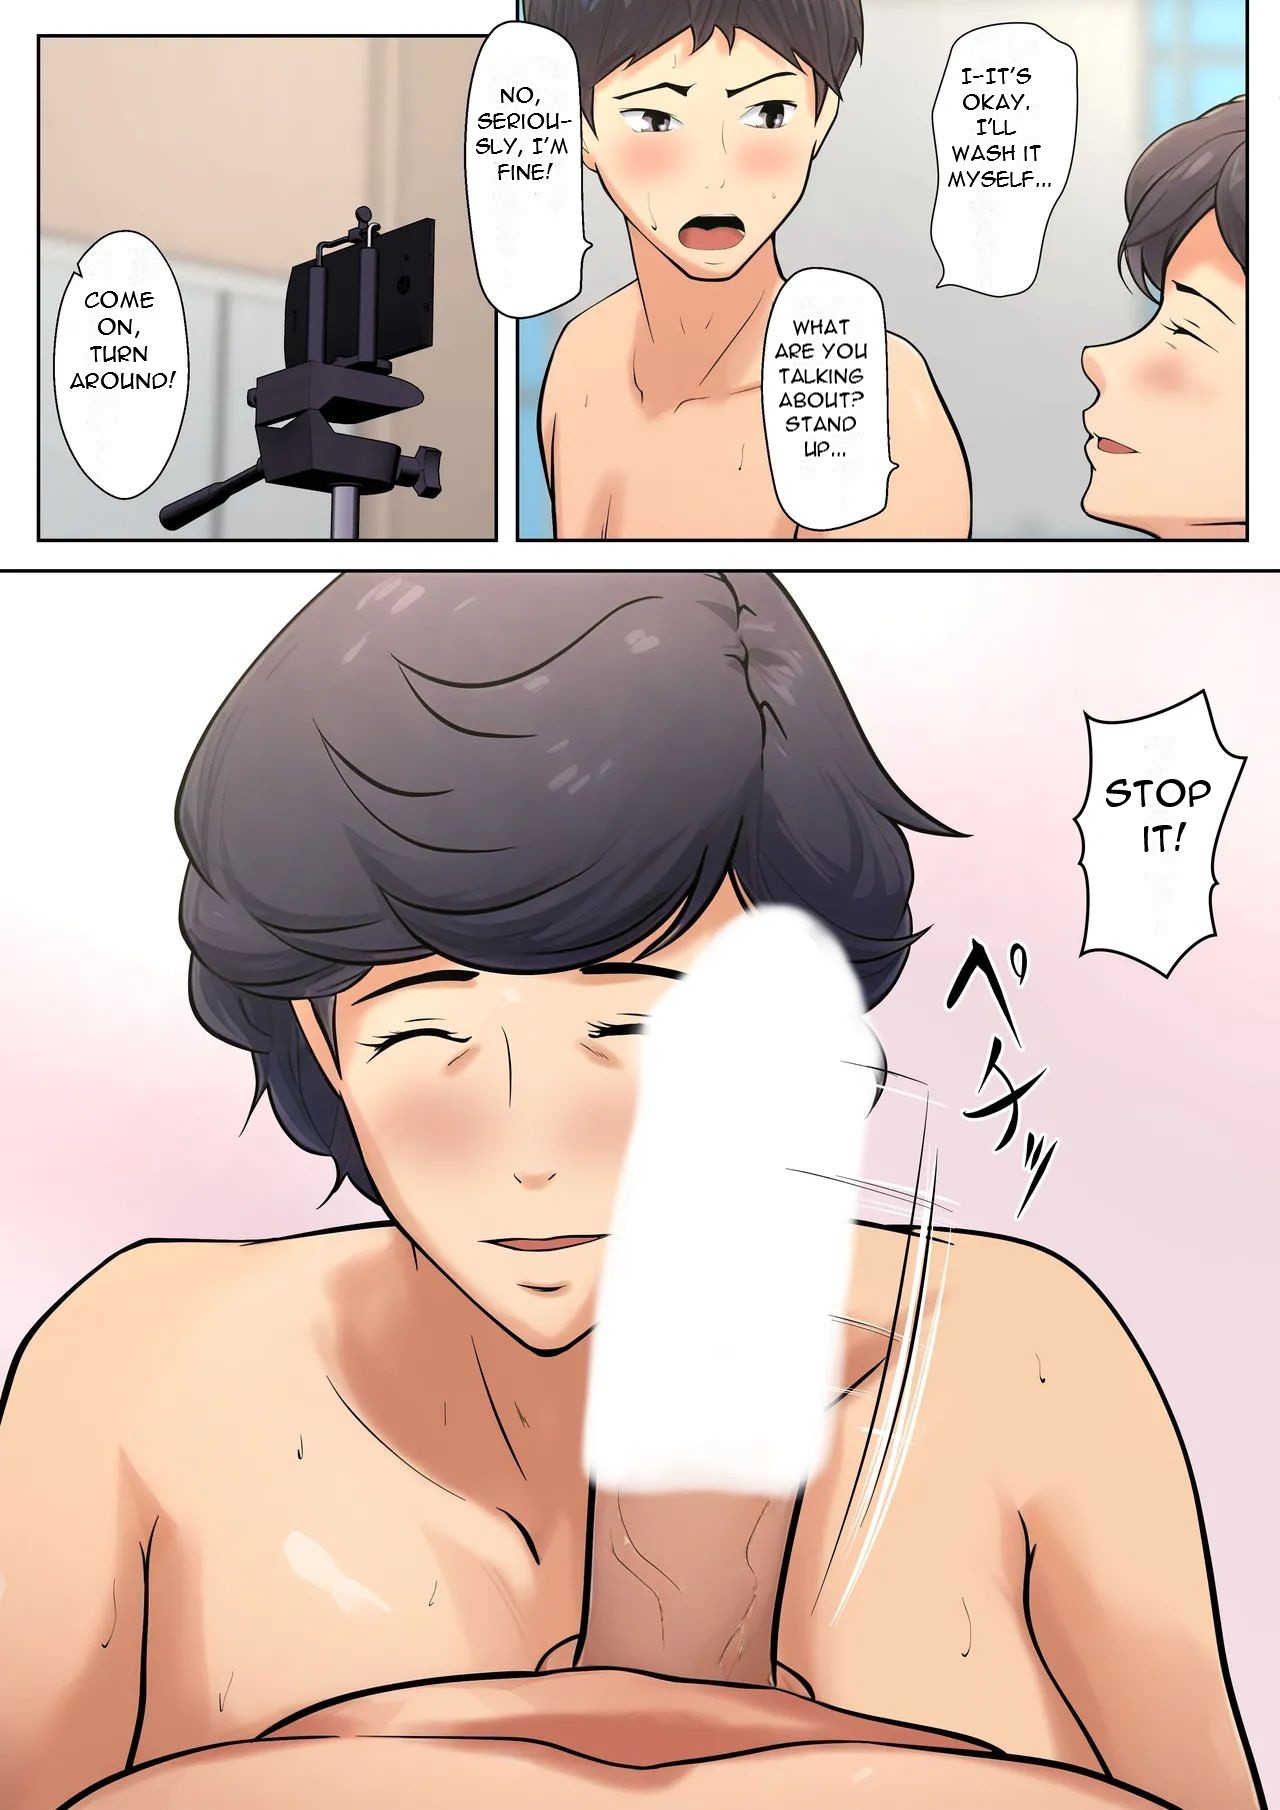 I-IT'S
OKAY.
I'LL
WASH IT
MYSELF...
WHAT
ARE YOU
TALKING
ABOUT?
STAND
UP...
NO,
SERIOU-
SLY, I'M
FINE!
COME
ON,
TURN
AROUND!
STOP
IT!
ペチッ